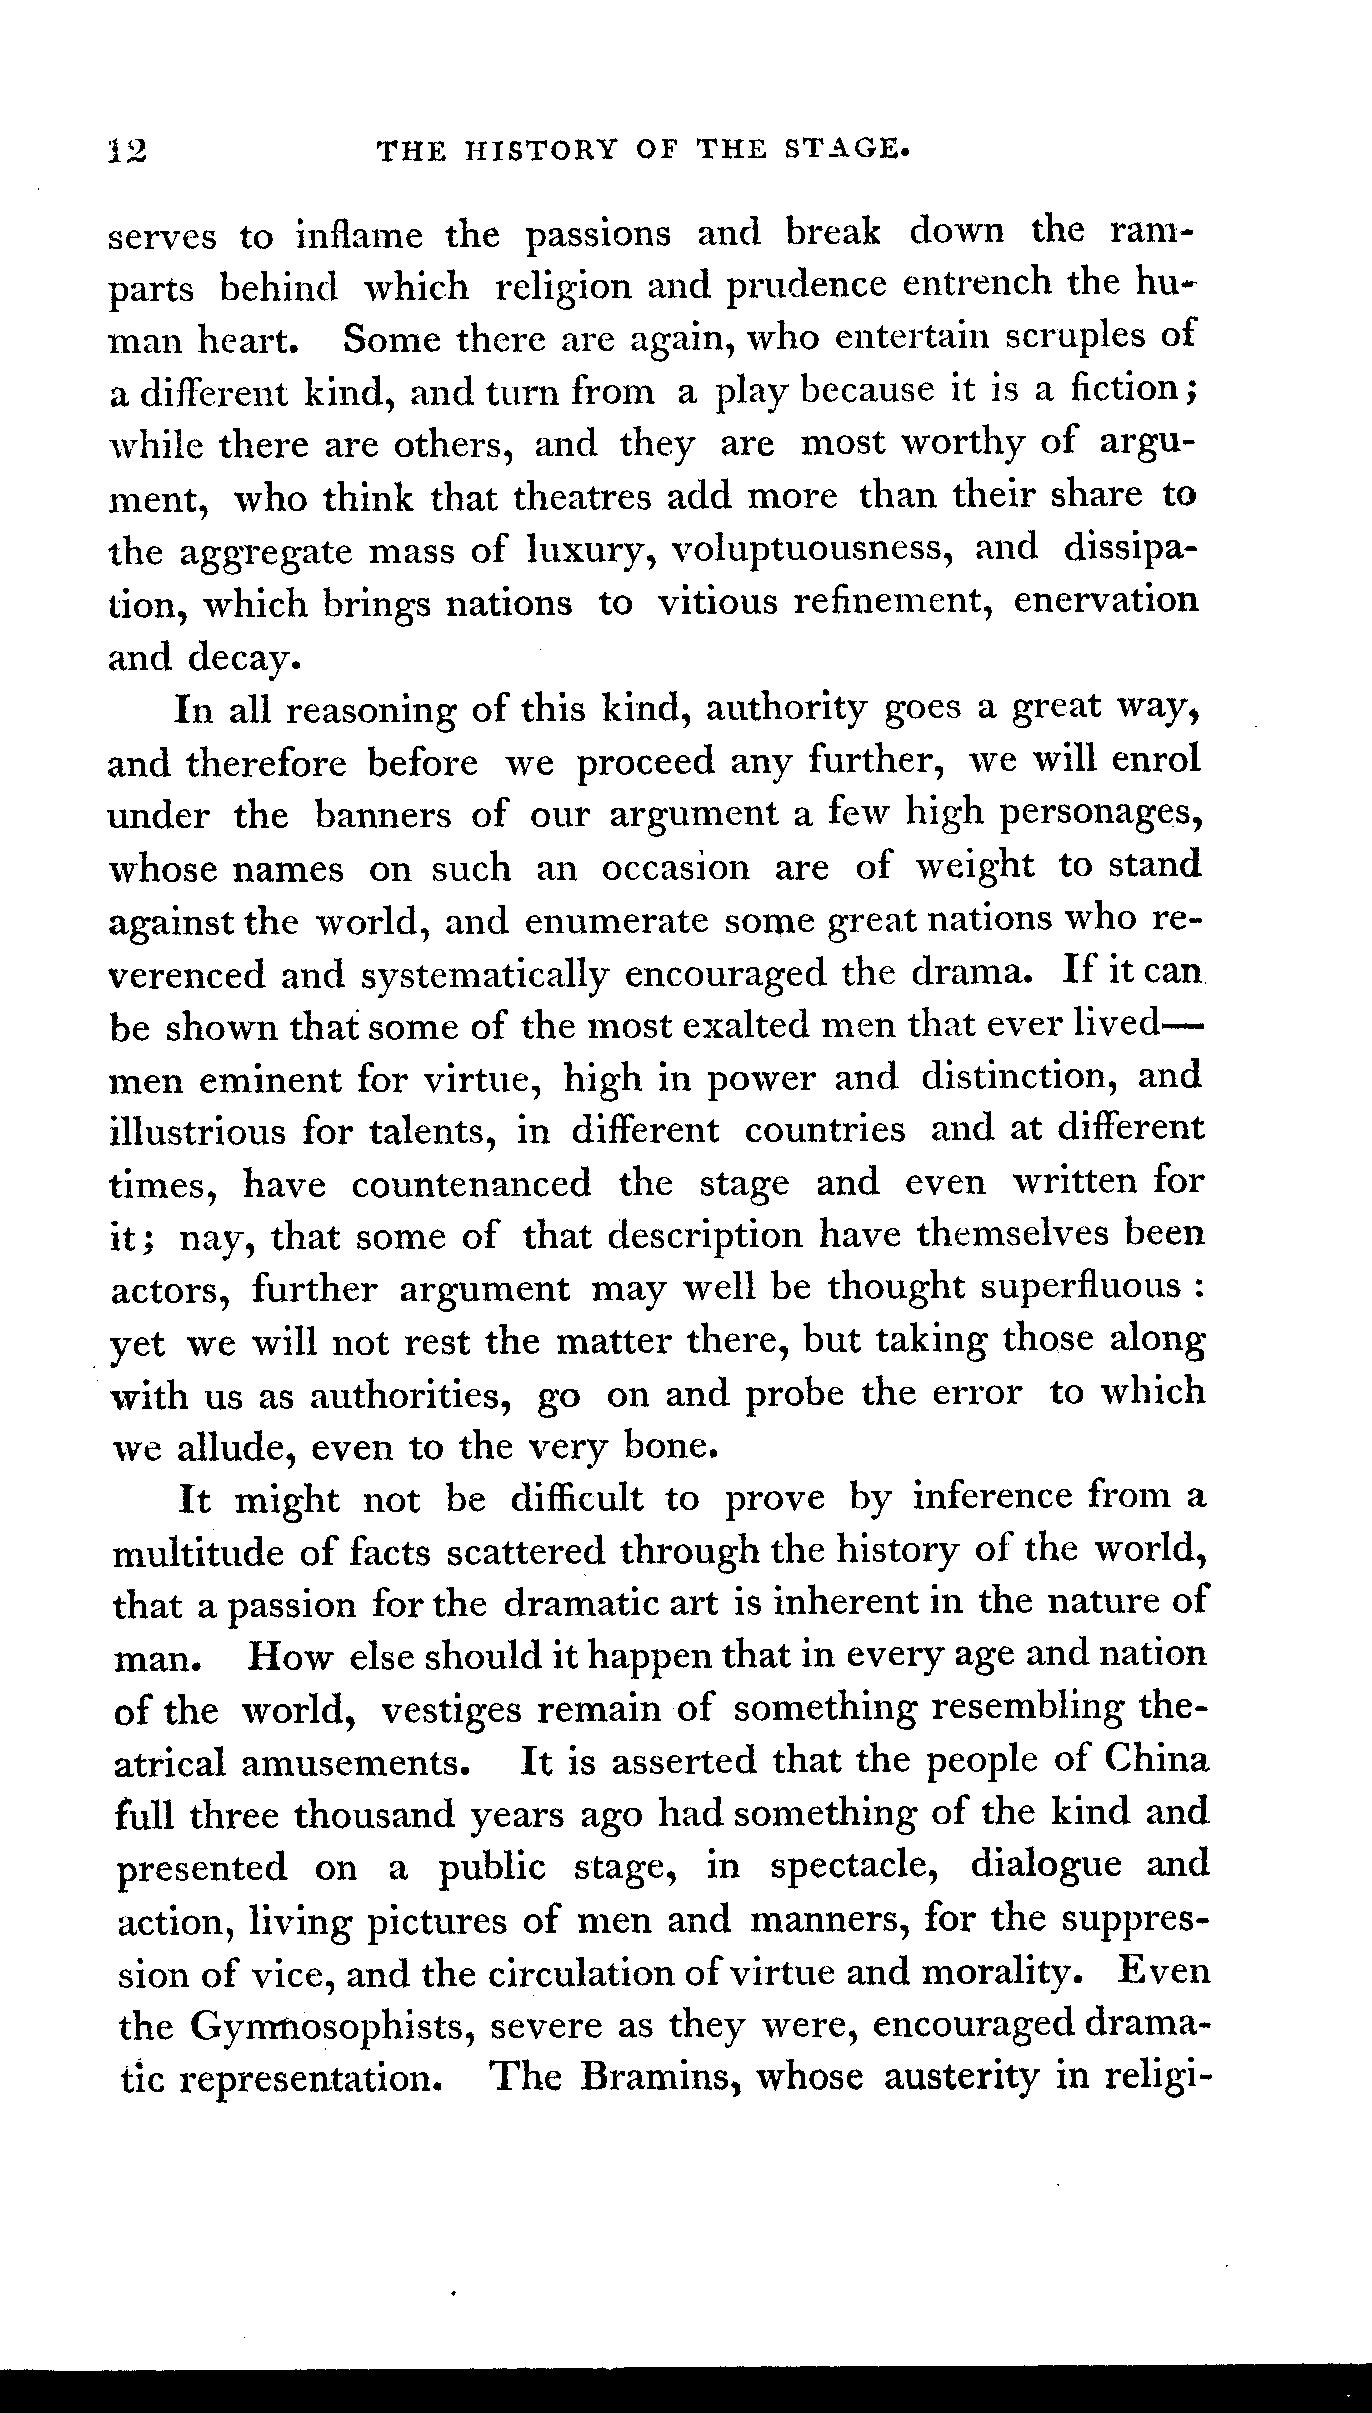 12 THE HISTORY OF THE STAGE.
serves to inflame the passions and break down the ram-
parts behind which religion and prudence entrench the hu-
man heart. Some there are again, who entertain scruples of
a different kind, and turn from a play because it is a fiction;
while there are others, and they are most worthy of argu-
ment, who think that theatres add more than their share to
the aggregate mass of luxury, voluptuousness, and dissipa-
tion, which brings nations to vitious refinement, enervation
and decay.
In all reasoning of this kind, authority goes a great way,
and therefore before we proceed any further, we will enrol
under the banners of our argument a few high personages,
whose names on such an occasion are of weight to stand
against the world, and enumerate some great nations who re-
verenced and systematically encouraged the drama. If it can
be shown that some of the most exalted men that ever lived—
men eminent for virtue, high in power and distinction, and
illustrious for talents, in different countries and at different
times, have countenanced the stage and even written for
it; nay, that some of that description have themselves been
actors, further argument may well be thought superfluous :
yet we will not rest the matter there, but taking those along
with us as authorities, go on and probe the error to which
we allude, even to the very bone.
It might not be difficult to prove by inference from a
multitude of facts scattered through the history of the world,
that a passion for the dramatic art is inherent in the nature of
man. How else should it happen that in every age and nation
of the world, vestiges remain of something resembling the-
atrical amusements. It is asserted that the people of China
full three thousand years ago had something of the kind and
presented on a public stage, in spectacle, dialogue and
action, living pictures of men and manners, for the suppres-
sion of vice, and the circulation of virtue and morality. Even
the Gymnosophists, severe as they were, encouraged drama-
tic representation. The Bramins, whose austerity in religi-